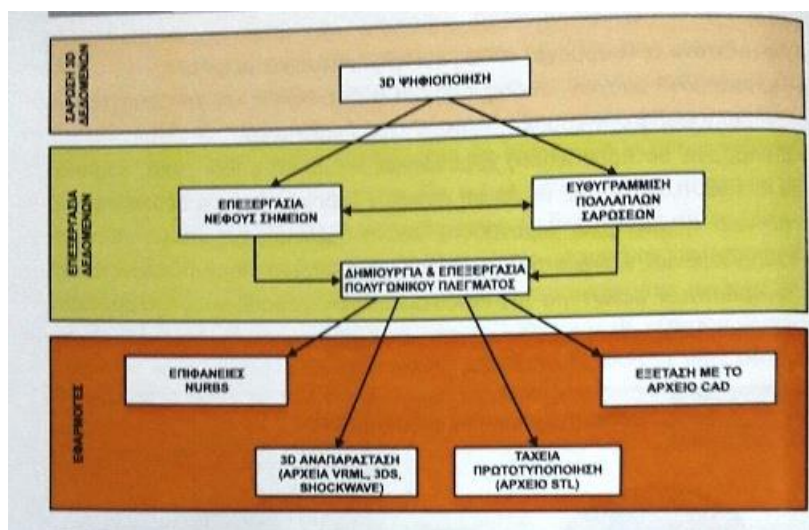 ΣΑΡΩΣΗ 3D
ΔΕΔΟΜΕΝΩΝ
3D ΨΗΦΙΟΠΟΙΗΣΗ
ΕΠΕΞΕΡΓΑΣΙΑ
ΔΕΔΟΜΕΝΩΝ
ΕΠΕΞΕΡΓΑΣΙΑ
ΝΕΦΟΥΣ ΣΗΜΕΙΩΝ
ΕΥΘΥΓΡΑΜΜΙΣΗ
ΠΟΛΛΑΠΛΩΝ
ΣΑΡΩΣΕΩΝ
ΔΗΜΙΟΥΡΓΙΑ & ΕΠΕΞΕΡΓΑΣΙΑ
ΠΟΛΥΓΩΝΙΚΟΥ ΠΛΕΓΜΑΤΟΣ
ΕΦΑΡΜΟΓΕΣ
ΕΠΙΦΑΝΕΙΕΣ
NURBS
ΕΞΕΤΑΣΗ ΜΕ ΤΟ
ΑΡΧΕΙΟ CAD
3D ΑΝΑΠΑΡΑΣΤΑΣΗ
(ΑΡΧΕΙΑ VRML, 3DS,
SHOCKWAVE)
ΤΑΧΕΙΑ
ΠΡΩΤΟΤΥΠΟΠΟΙΗΣΗ
(ΑΡΧΕΙΟ STL)